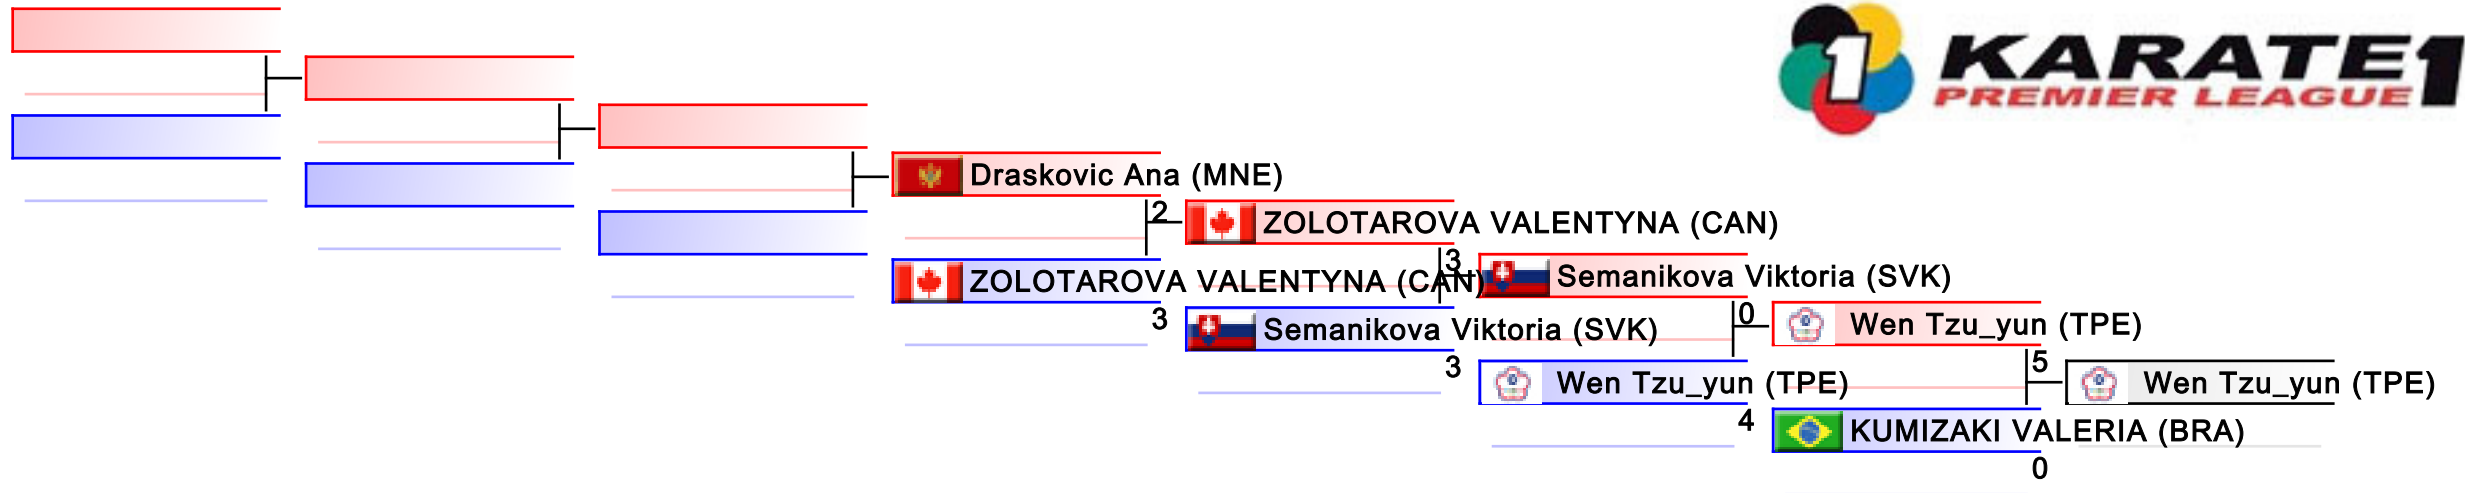 1 KARATE1
PREMIER LEAGUE
Draskovic Ana (MNE)
2
ZOLOTAROVA VALENTYNA (CAN)
3
ZOLOTAROVA VALENTYNA (CAN)
3
Semanikova Viktoria (SVK)
0
Semanikova Viktoria (SVK)
3
Wen Tzu_yun (TPE)
5
Wen Tzu_yun (TPE)
4
Wen Tzu_yun (TPE)
KUMIZAKI VALERIA (BRA)
0